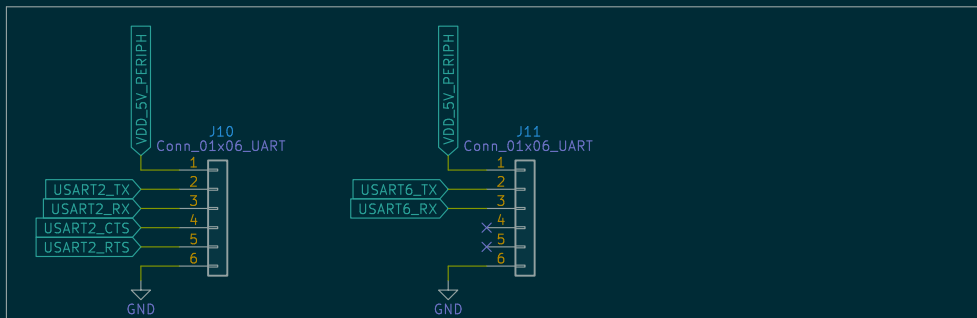 VDD_5V_PERIPH
J10
Conn_01x06_UART
1
USART2_TX 2
USART2_RX 3
USART2_CTS 4
USART2_RTS 5
6
GND
VDD_5V_PERIPH
J11
Conn_01x06_UART
1
USART6_TX 2
USART6_RX 3
4
5
6
GND